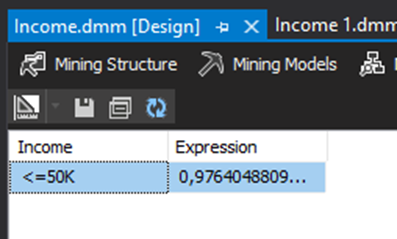 Income.dmm [Design] Income 1.dmm
Mining Structure Mining Models
Income Expression
<=50K 0,9764048809...